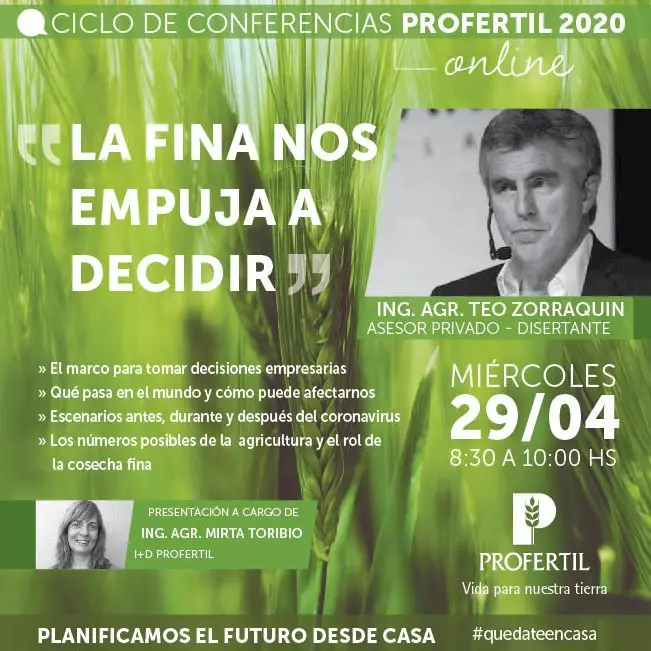 CICLO DE CONFERENCIAS PROFERTIL 2020
online
“LA FINA NOS
EMPUJA A
DECIDIR”
ING. AGR. TEO ZORRAQUIN
ASESOR PRIVADO - DISERTANTE
» El marco para tomar decisiones empresarias
» Qué pasa en el mundo y cómo puede afectarnos
» Escenarios antes, durante y después del coronavirus
» Los números posibles de la agricultura y el rol de
la cosecha fina
MIÉRCOLES
29/04
8:30 A 10:00 HS
PRESENTACIÓN A CARGO DE
ING. AGR. MIRTA TORIBIO
I+D PROFERTIL
PROFERTIL
Vida para nuestra tierra
PLANIFICAMOS EL FUTURO DESDE CASA
#quedateencasa